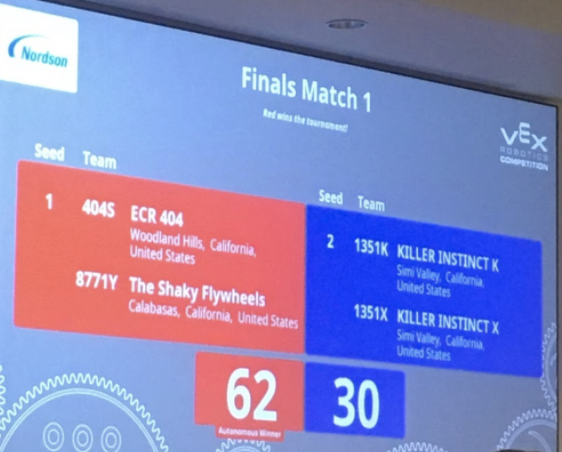 Nordson
Finals Match 1
Red wins the tournament!
VEX
ROBOTICS
COMPETITION
Seed Team
1 404S ECR 404
Woodland Hills, California,
United States
8771Y The Shaky Flywheels
Calabasas, California, United States
Seed Team
2 1351K KILLER INSTINCT K
Simi Valley, California,
United States
1351X KILLER INSTINCT X
Simi Valley, California,
United States
62
Autonomous Winner
30